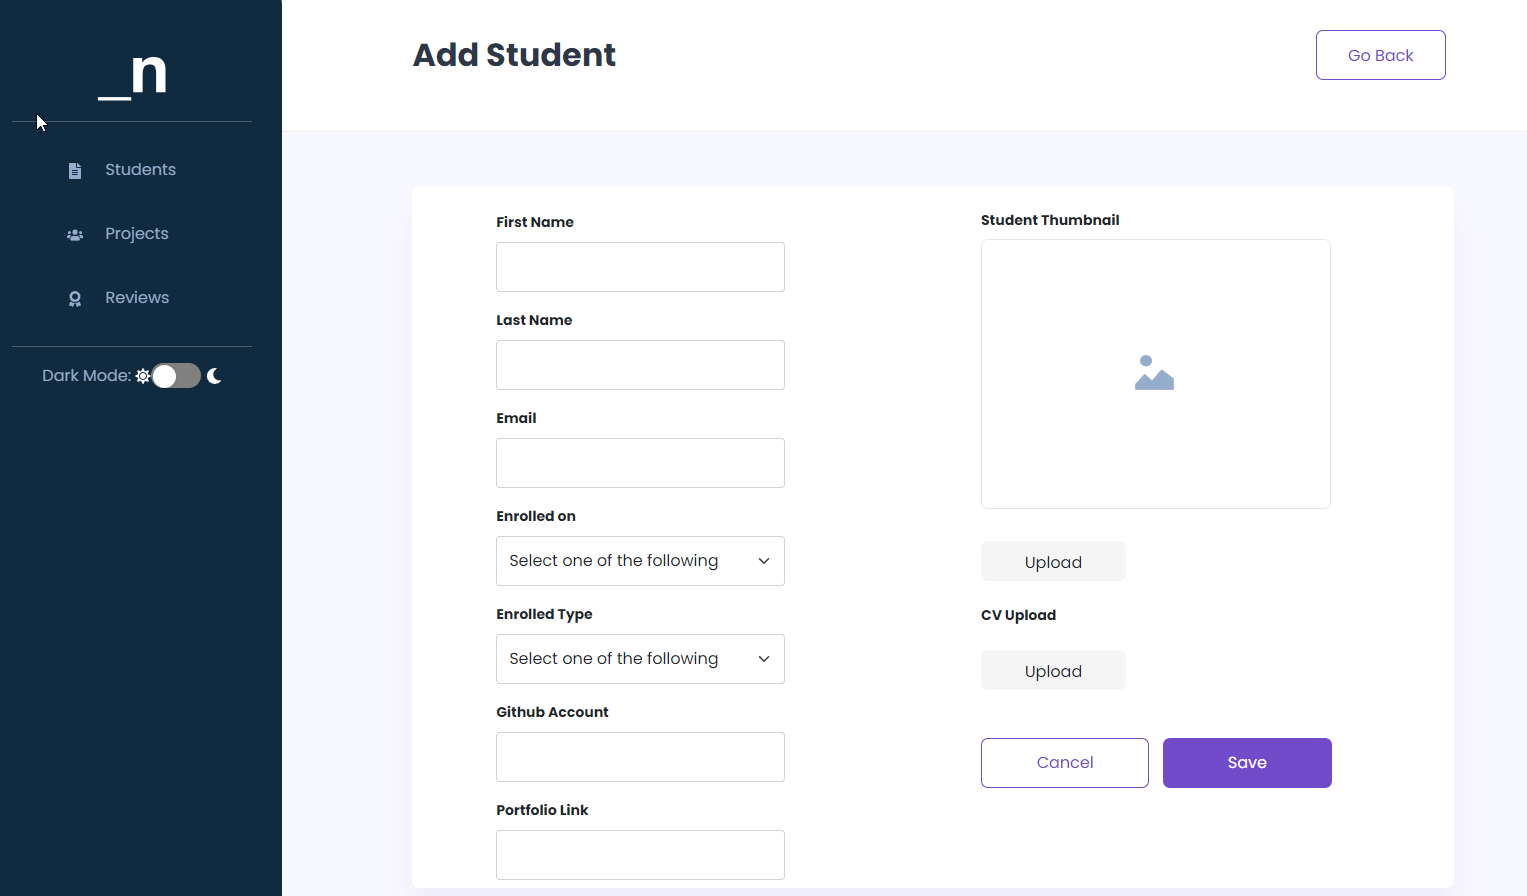 _n
Students
Projects
Reviews
Dark Mode:
Add Student
Go Back
First Name
Last Name
Email
Enrolled on
Select one of the following
Enrolled Type
Select one of the following
Github Account
Portfolio Link
Student Thumbnail
Upload
CV Upload
Upload
Cancel
Save